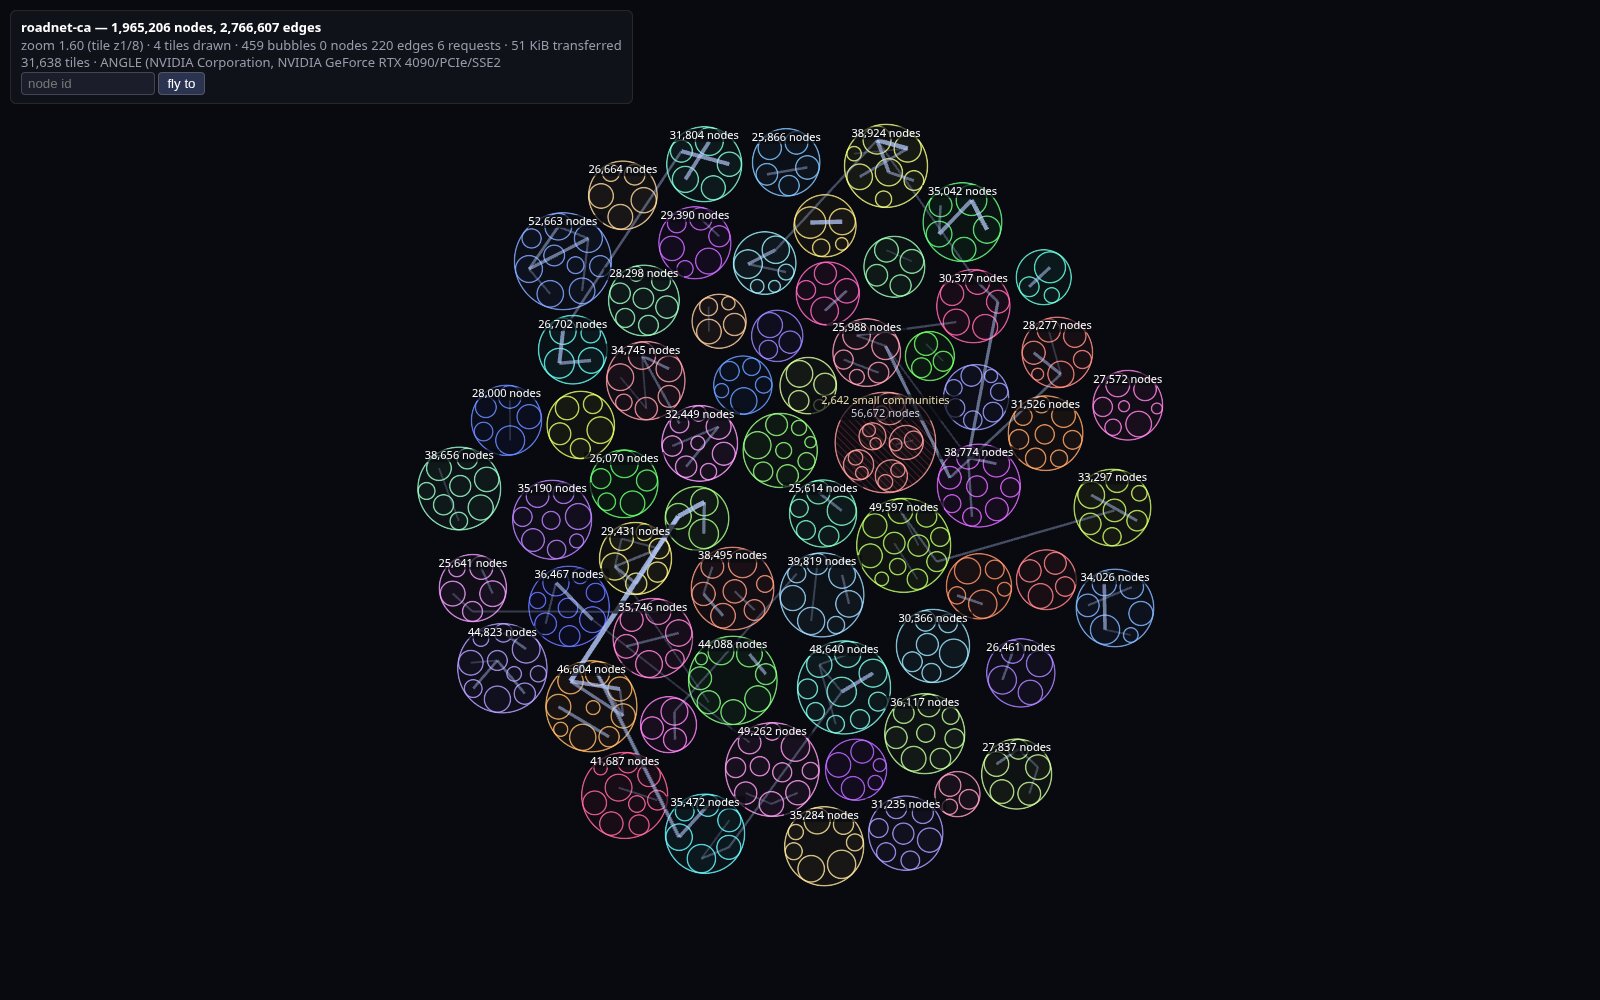 roadnet-ca — 1,965,206 nodes, 2,766,607 edges
zoom 1.60 (tile z1/8) · 4 tiles drawn · 459 bubbles 0 nodes 220 edges 6 requests · 51 KiB transferred
31,638 tiles · ANGLE (NVIDIA Corporation, NVIDIA GeForce RTX 4090/PCIe/SSE2
node id
fly to
31,804 nodes
25,866 nodes
38,924 nodes
26,664 nodes
35,042 nodes
29,390 nodes
52,663 nodes
28,298 nodes
30,377 nodes
26,702 nodes
25,988 nodes
28,277 nodes
34,745 nodes
27,572 nodes
28,000 nodes
2,642 small communities
56,672 nodes
31,526 nodes
32,449 nodes
38,656 nodes
26,070 nodes
38,774 nodes
33,297 nodes
35,190 nodes
25,614 nodes
49,597 nodes
29,431 nodes
38,495 nodes
39,819 nodes
25,641 nodes
36,467 nodes
34,026 nodes
35,746 nodes
30,366 nodes
44,823 nodes
44,088 nodes
48,640 nodes
26,461 nodes
46,604 nodes
36,117 nodes
49,262 nodes
27,837 nodes
41,687 nodes
35,472 nodes
31,235 nodes
35,284 nodes